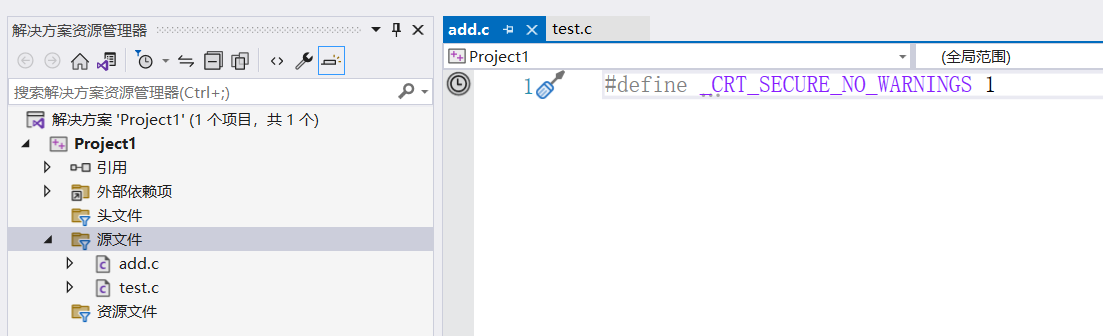 解决方案资源管理器
搜索解决方案资源管理器(Ctrl+;)
解决方案 'Project1' (1 个项目，共 1 个)
Project1
引用
外部依赖项
头文件
源文件
add.c
test.c
资源文件
add.c test.c
Project1 (全局范围)
1 #define _CRT_SECURE_NO_WARNINGS 1